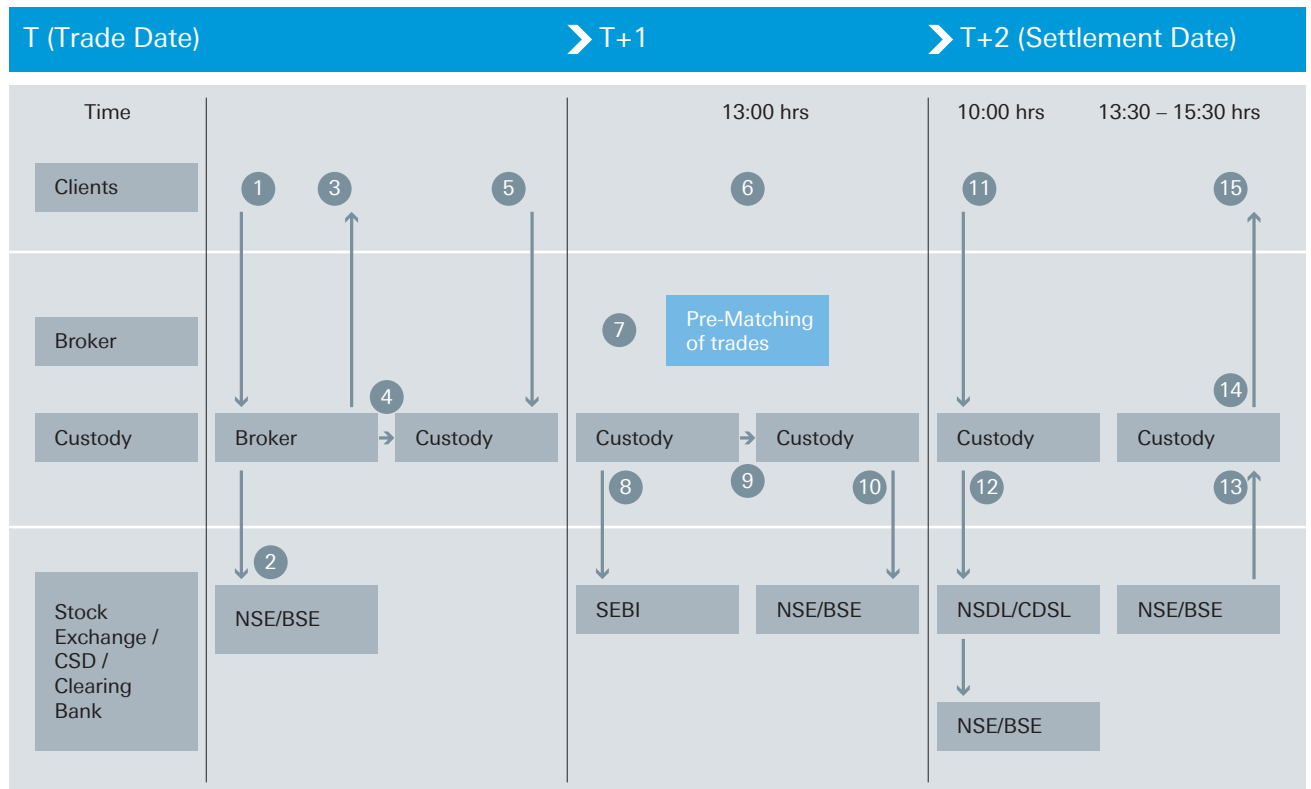 T (Trade Date)
T+1
T+2 (Settlement Date)
Time
13:00 hrs
10:00 hrs
13:30 – 15:30 hrs
Clients
1
3
5
6
11
15
Broker
7
Pre-Matching
of trades
4
14
Custody
Broker
Custody
Custody
Custody
Custody
Custody
8
9
10
12
13
2
Stock
Exchange /
CSD /
Clearing
Bank
NSE/BSE
SEBI
NSE/BSE
NSDL/CDSL
NSE/BSE
NSE/BSE